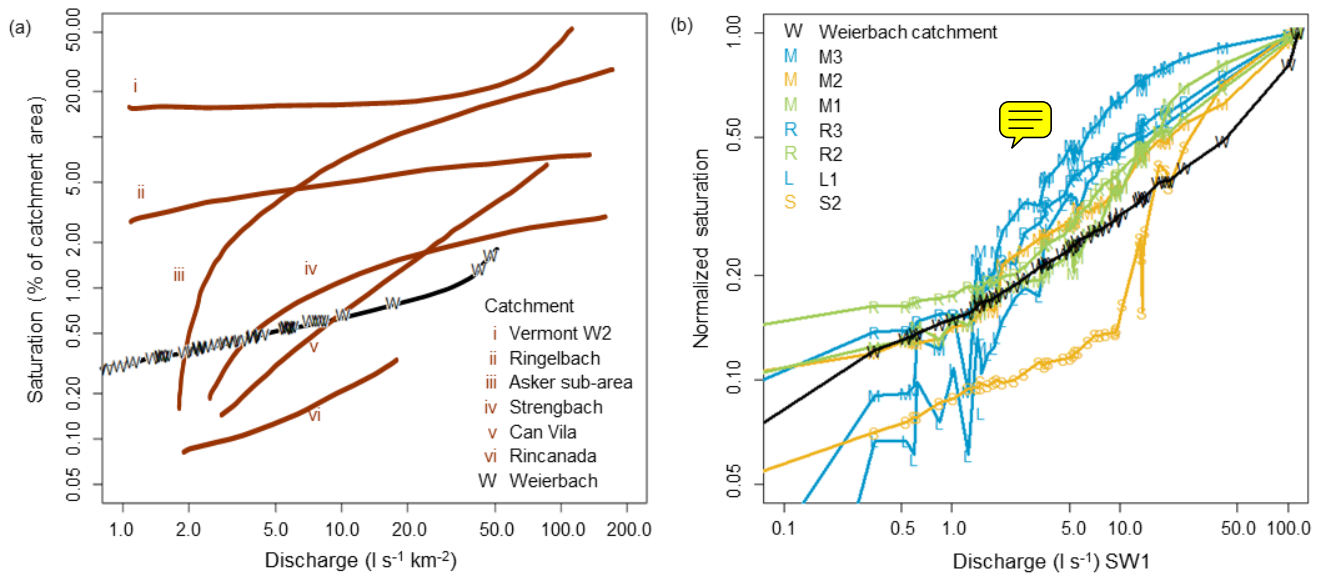 (a)
Saturation (% of catchment area)
50.00
20.00
5.00
2.00
1.00
0.50
0.20
0.10
0.05
i
ii
iii
iv
v
vi
Catchment
i Vermont W2
ii Ringelbach
iii Asker sub-area
iv Strengbach
v Can Vila
vi Rincanada
W Weierbach
1.0 2.0 5.0 10.0 20.0 50.0 100.0 200.0
Discharge (l s-1 km-2)
(b)
Normalized saturation
1.00
0.50
0.20
0.10
0.05
W Weierbach catchment
M M3
M M2
M M1
R R3
R R2
L L1
S S2
0.1 0.5 1.0 5.0 10.0 50.0 100.0
Discharge (l s-1) SW1